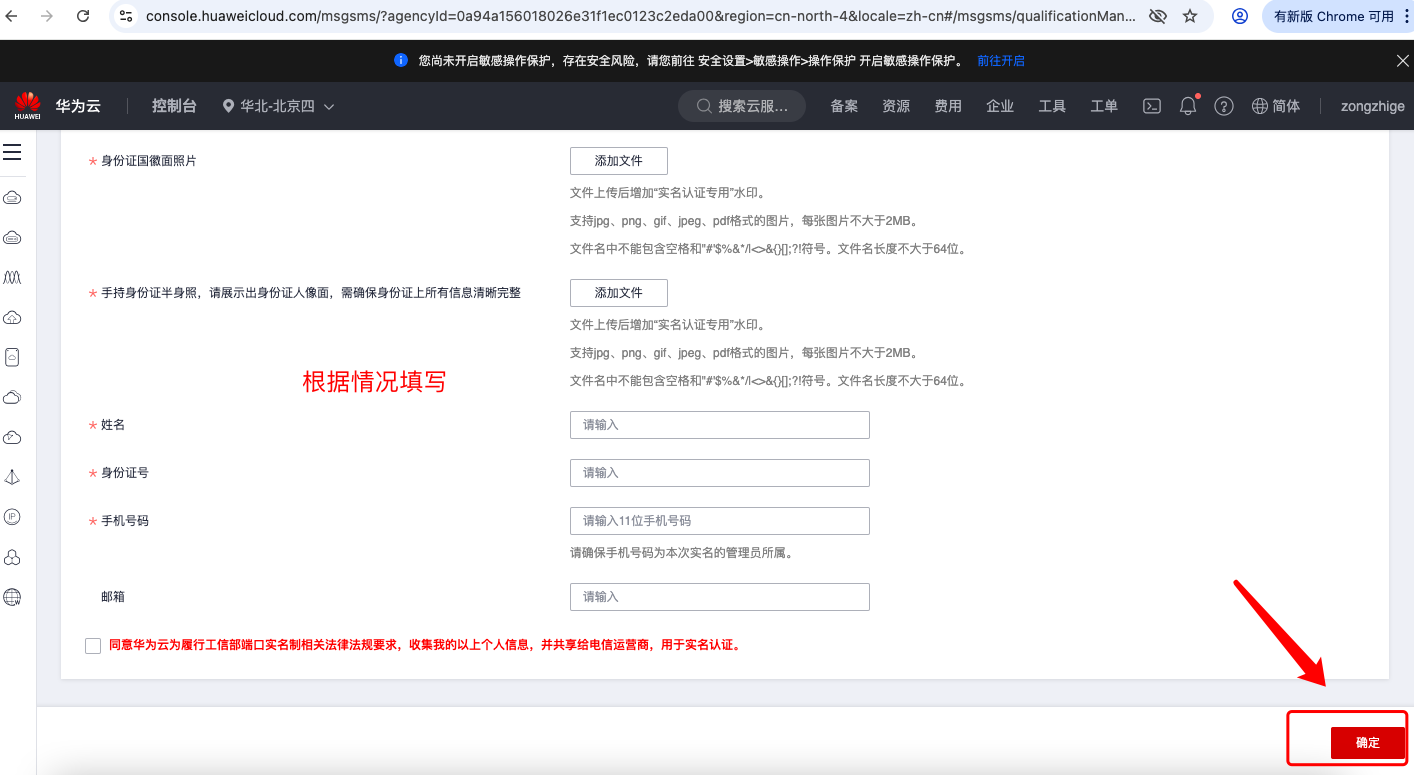 console.huaweicloud.com/msgsms/?agencyId=0a94a156018026e31f1ec0123c2eda00&region=cn-north-4&locale=zh-cn#/msgsms/qualificationMan...
有新版 Chrome 可用
您尚未开启敏感操作保护，存在安全风险，请您前往 安全设置>敏感操作>操作保护 开启敏感操作保护。 前往开启
HUAWEI 华为云 控制台 华北-北京四 搜索云服... 备案 资源 费用 企业 工具 工单 简体 zongzhige
* 身份证国徽面照片 添加文件
文件上传后增加“实名认证专用”水印。
支持jpg、png、gif、jpeg、pdf格式的图片，每张图片不大于2MB。
文件名中不能包含空格和"#'$%&*/\<>&{}[];?!符号。文件名长度不大于64位。
* 手持身份证半身照，请展示出身份证人像面，需确保身份证上所有信息清晰完整 添加文件
文件上传后增加“实名认证专用”水印。
支持jpg、png、gif、jpeg、pdf格式的图片，每张图片不大于2MB。
文件名中不能包含空格和"#'$%&*/\<>&{}[];?!符号。文件名长度不大于64位。
根据情况填写
* 姓名 请输入
* 身份证号 请输入
* 手机号码 请输入11位手机号码
请确保手机号码为本次实名的管理员所属。
邮箱 请输入
同意华为云为履行工信部端口实名制相关法律法规要求，收集我的以上个人信息，并共享给电信运营商，用于实名认证。
确定